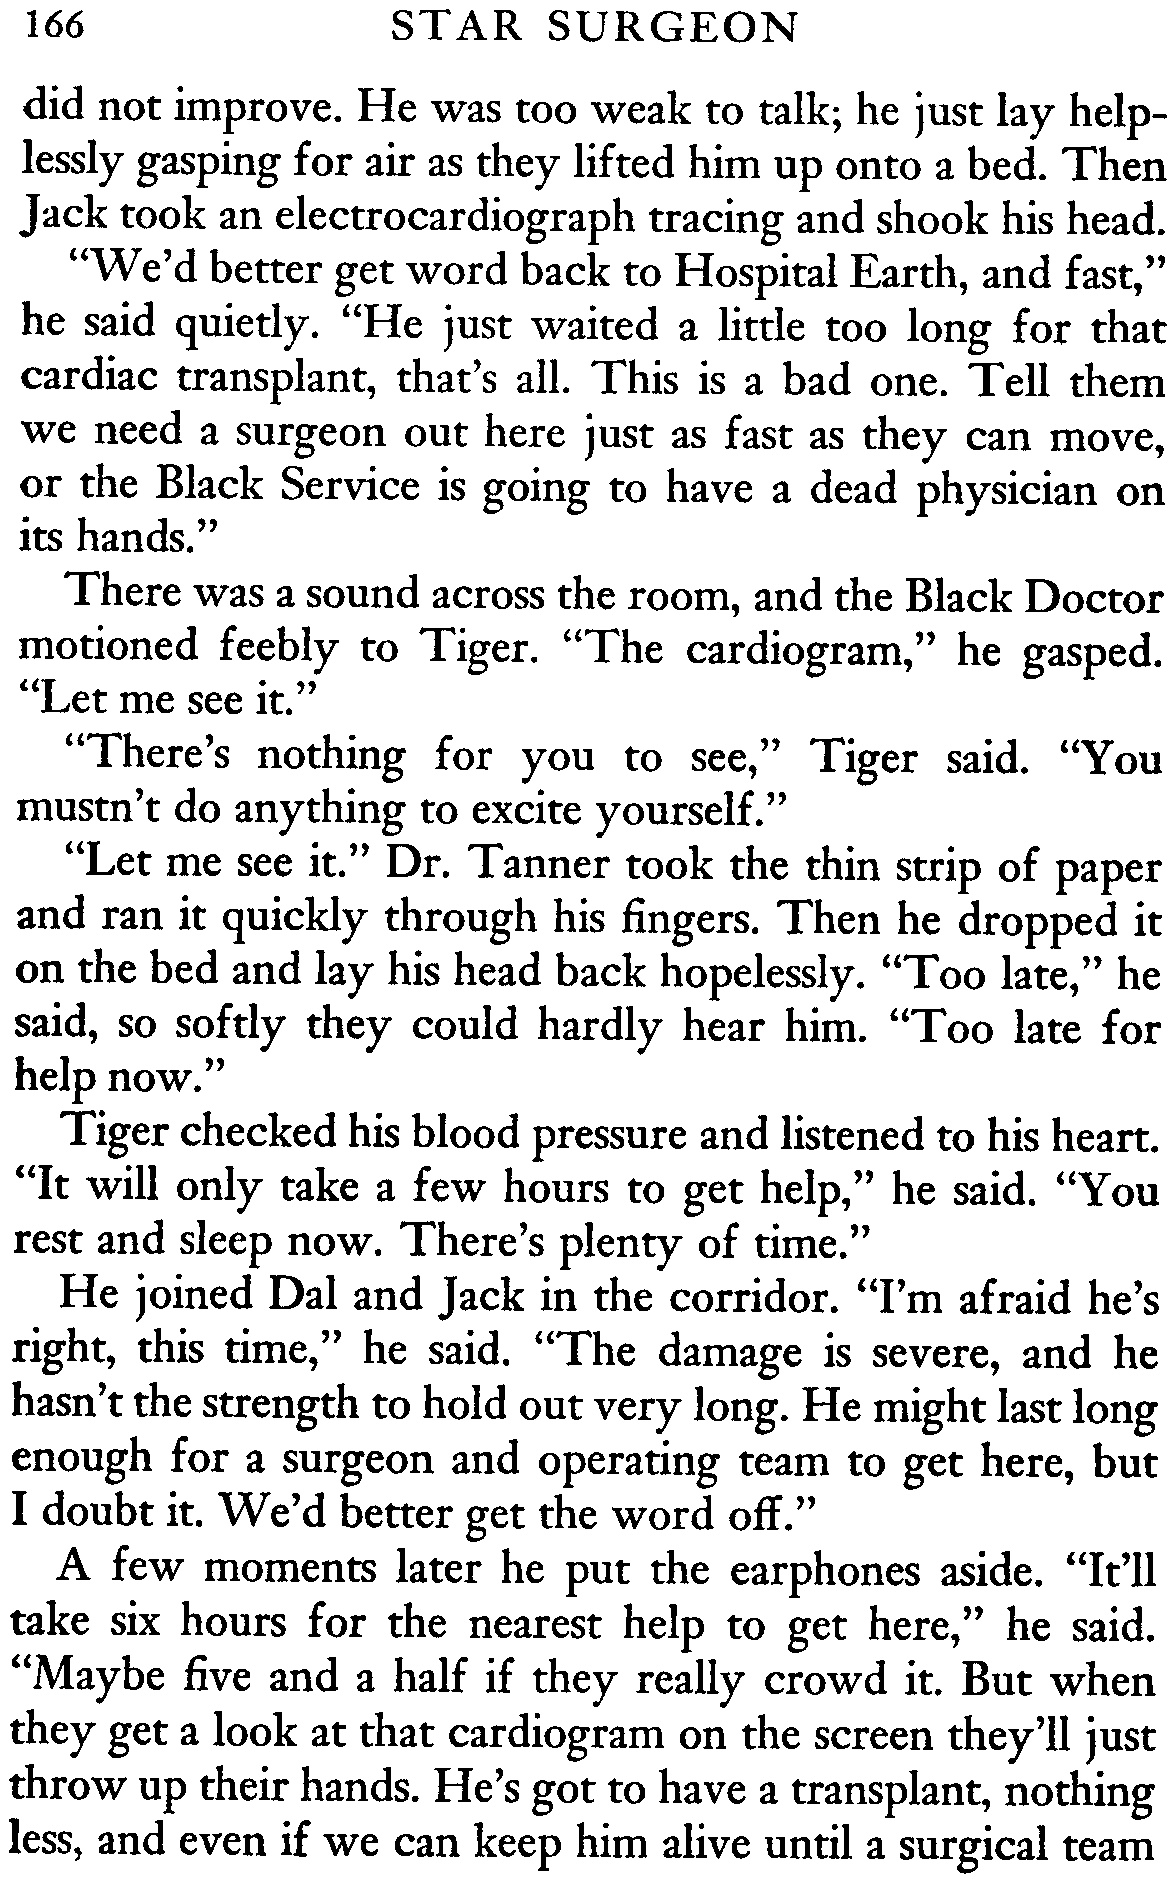 166 STAR SURGEON
did not improve. He was too weak to talk; he just lay help-
lessly gasping for air as they lifted him up onto a bed. Then
Jack took an electrocardiograph tracing and shook his head.
“We’d better get word back to Hospital Earth, and fast,”
he said quietly. “He just waited a little too long for that
cardiac transplant, that’s all. This is a bad one. Tell them
we need a surgeon out here just as fast as they can move,
or the Black Service is going to have a dead physician on
its hands.”
There was a sound across the room, and the Black Doctor
motioned feebly to Tiger. “The cardiogram,” he gasped.
“Let me see it.”
“There’s nothing for you to see,” Tiger said. “You
mustn’t do anything to excite yourself.”
“Let me see it.” Dr. Tanner took the thin strip of paper
and ran it quickly through his fingers. Then he dropped it
on the bed and lay his head back hopelessly. “Too late,” he
said, so softly they could hardly hear him. “Too late for
help now.”
Tiger checked his blood pressure and listened to his heart.
“It will only take a few hours to get help,” he said. “You
rest and sleep now. There’s plenty of time.”
He joined Dal and Jack in the corridor. “I’m afraid he’s
right, this time,” he said. “The damage is severe, and he
hasn’t the strength to hold out very long. He might last long
enough for a surgeon and operating team to get here, but
I doubt it. We’d better get the word off.”
A few moments later he put the earphones aside. “It’ll
take six hours for the nearest help to get here,” he said.
“Maybe five and a half if they really crowd it. But when
they get a look at that cardiogram on the screen they’ll just
throw up their hands. He’s got to have a transplant, nothing
less, and even if we can keep him alive until a surgical team